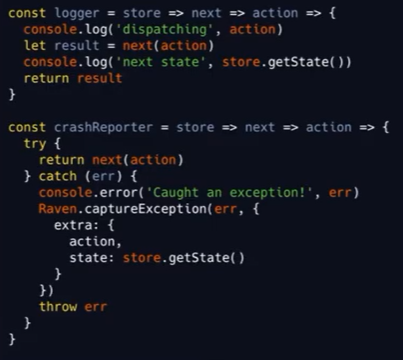 const logger = store => next => action => {
  console.log('dispatching', action)
  let result = next(action)
  console.log('next state', store.getState())
  return result
}

const crashReporter = store => next => action => {
  try {
    return next(action)
  } catch (err) {
    console.error('Caught an exception!', err)
    Raven.captureException(err, {
      extra: {
        action,
        state: store.getState()
      }
    })
    throw err
  }
}